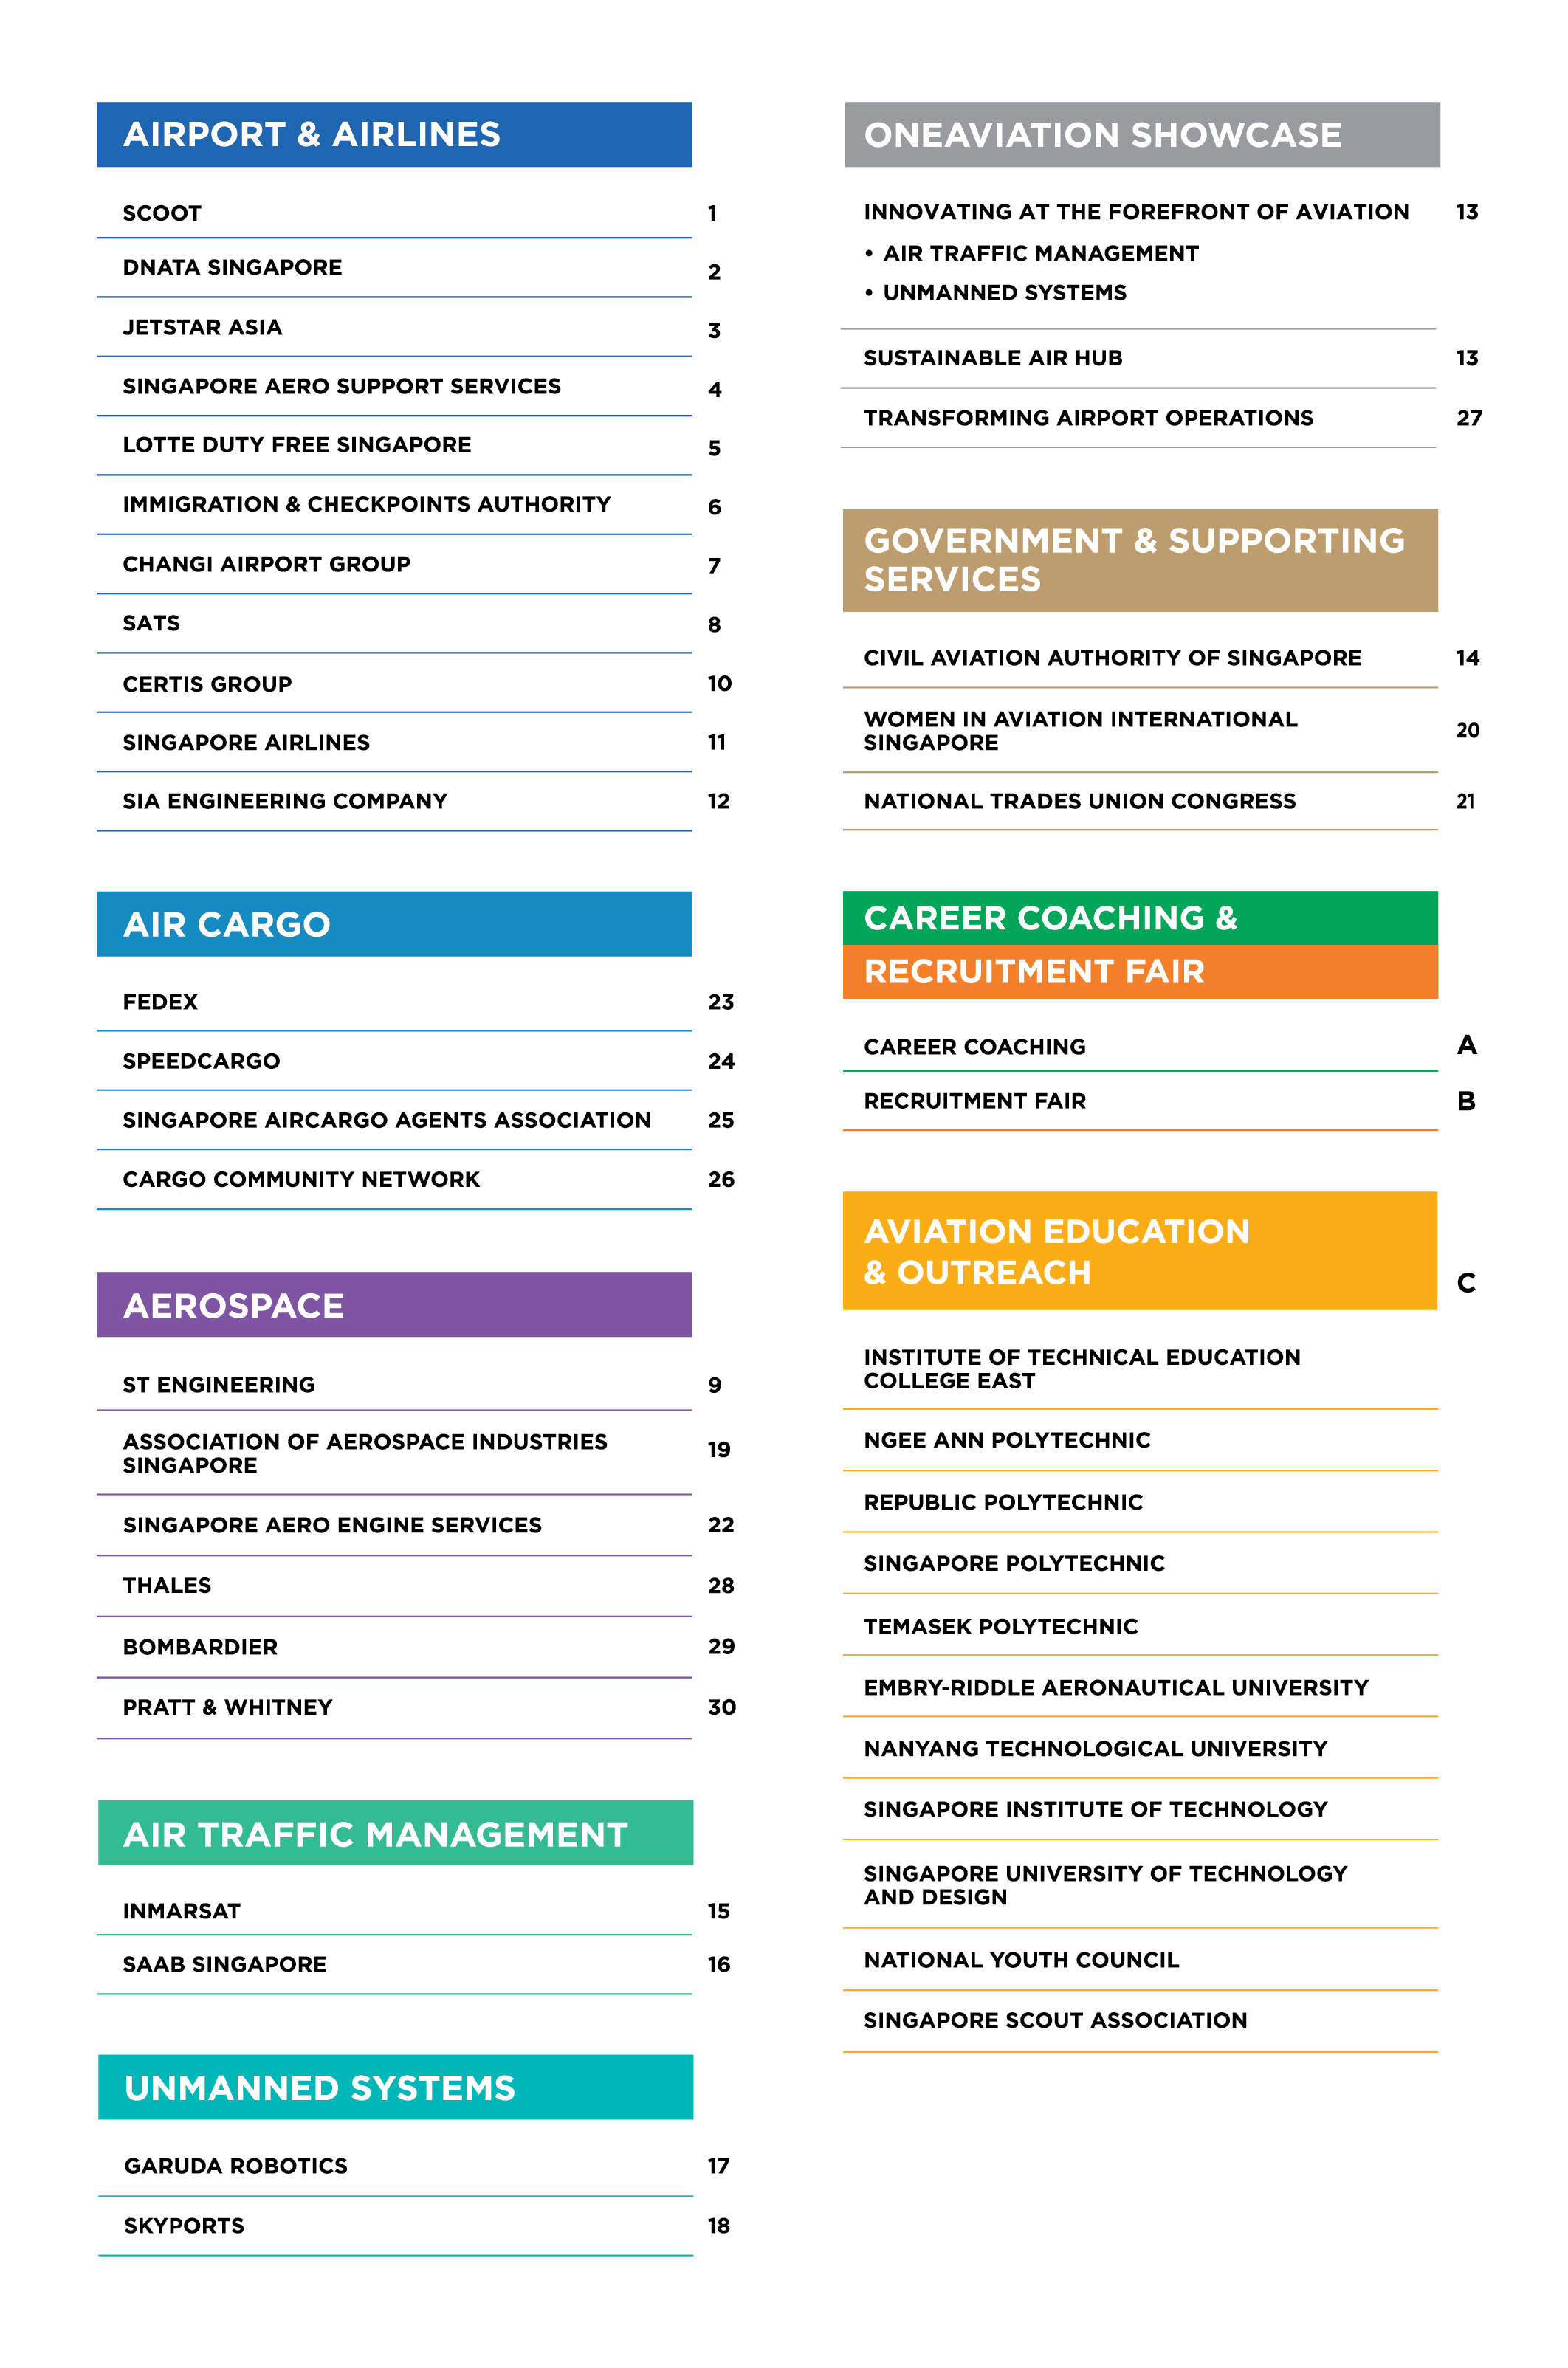 AIRPORT & AIRLINES
SCOOT 1
DNATA SINGAPORE 2
JETSTAR ASIA 3
SINGAPORE AERO SUPPORT SERVICES 4
LOTTE DUTY FREE SINGAPORE 5
IMMIGRATION & CHECKPOINTS AUTHORITY 6
CHANGI AIRPORT GROUP 7
SATS 8
CERTIS GROUP 10
SINGAPORE AIRLINES 11
SIA ENGINEERING COMPANY 12
AIR CARGO
FEDEX 23
SPEEDCARGO 24
SINGAPORE AIRCARGO AGENTS ASSOCIATION 25
CARGO COMMUNITY NETWORK 26
AEROSPACE
ST ENGINEERING 9
ASSOCIATION OF AEROSPACE INDUSTRIES
SINGAPORE 19
SINGAPORE AERO ENGINE SERVICES 22
THALES 28
BOMBARDIER 29
PRATT & WHITNEY 30
AIR TRAFFIC MANAGEMENT
INMARSAT 15
SAAB SINGAPORE 16
UNMANNED SYSTEMS
GARUDA ROBOTICS 17
SKYPORTS 18
ONEAVIATION SHOWCASE
INNOVATING AT THE FOREFRONT OF AVIATION 13
• AIR TRAFFIC MANAGEMENT
• UNMANNED SYSTEMS
SUSTAINABLE AIR HUB 13
TRANSFORMING AIRPORT OPERATIONS 27
GOVERNMENT & SUPPORTING
SERVICES
CIVIL AVIATION AUTHORITY OF SINGAPORE 14
WOMEN IN AVIATION INTERNATIONAL
SINGAPORE 20
NATIONAL TRADES UNION CONGRESS 21
CAREER COACHING &
RECRUITMENT FAIR
CAREER COACHING A
RECRUITMENT FAIR B
AVIATION EDUCATION
& OUTREACH C
INSTITUTE OF TECHNICAL EDUCATION
COLLEGE EAST
NGEE ANN POLYTECHNIC
REPUBLIC POLYTECHNIC
SINGAPORE POLYTECHNIC
TEMASEK POLYTECHNIC
EMBRY-RIDDLE AERONAUTICAL UNIVERSITY
NANYANG TECHNOLOGICAL UNIVERSITY
SINGAPORE INSTITUTE OF TECHNOLOGY
SINGAPORE UNIVERSITY OF TECHNOLOGY
AND DESIGN
NATIONAL YOUTH COUNCIL
SINGAPORE SCOUT ASSOCIATION